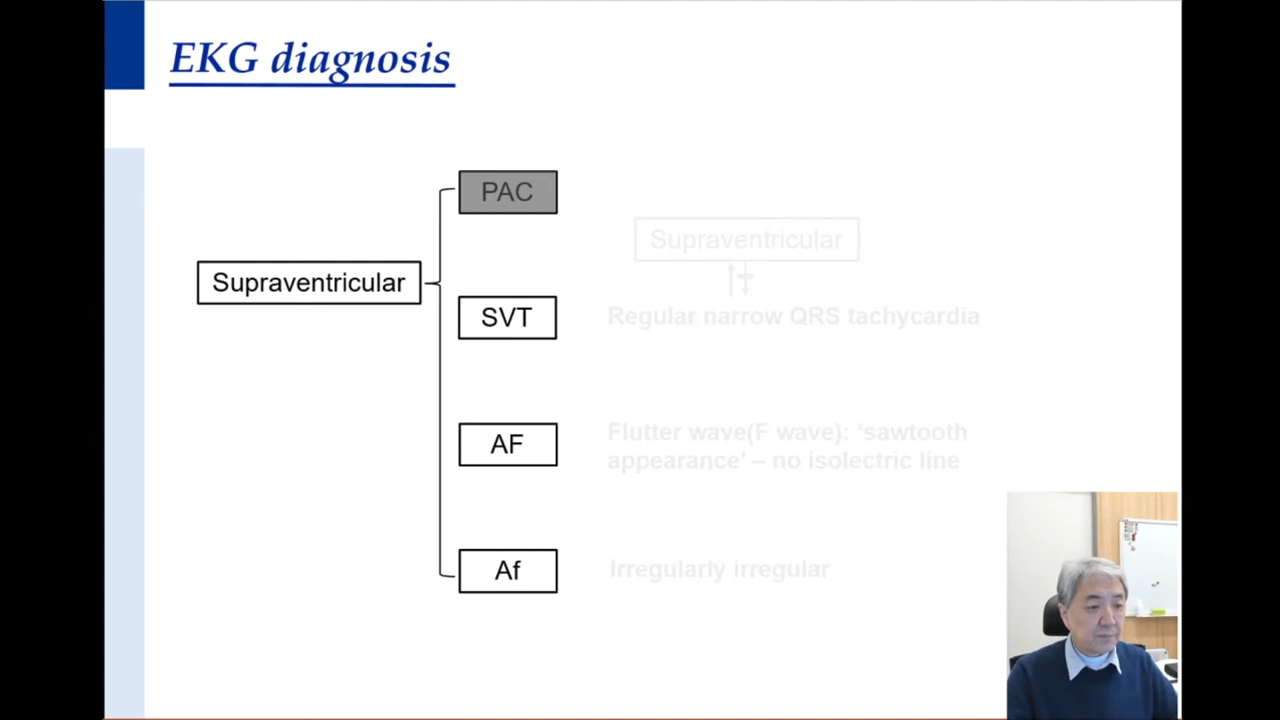 EKG diagnosis
PAC
Supraventricular
Supraventricular
SVT
Regular narrow QRS tachycardia
AF
Flutter wave(F wave): ‘sawtooth
appearance’ – no isolectric line
Af
Irregularly irregular